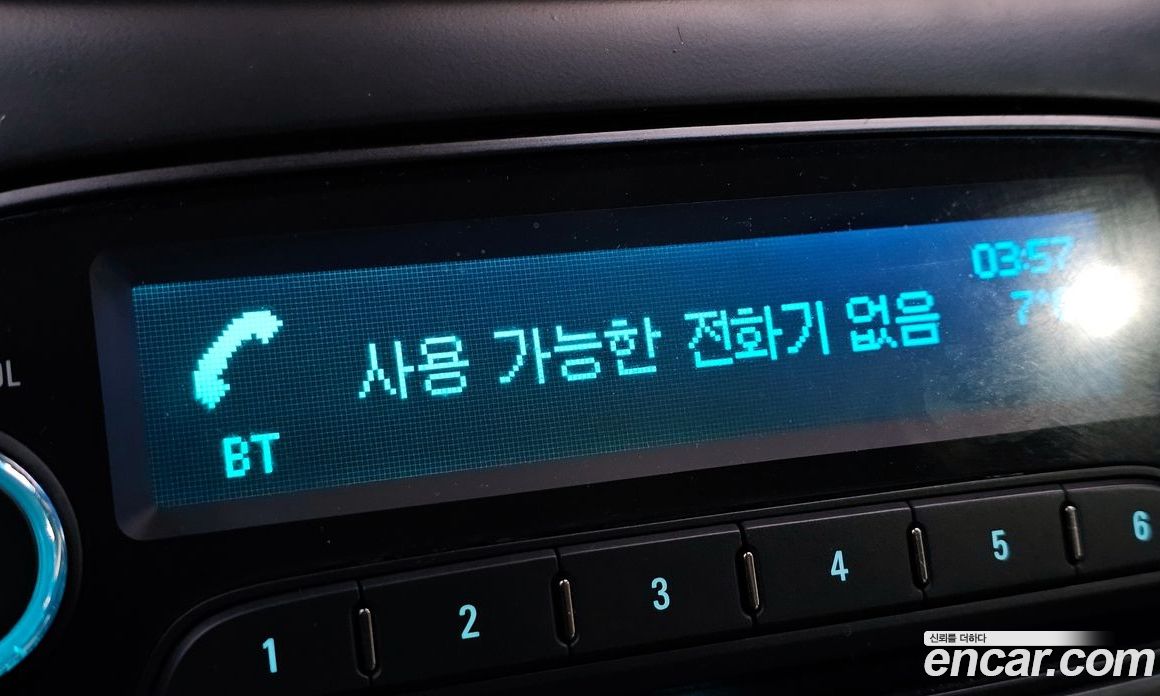 03:57
사용 가능한 전화기 없음
BT
1 2 3 4 5 6
신뢰를 더하다
encar.com